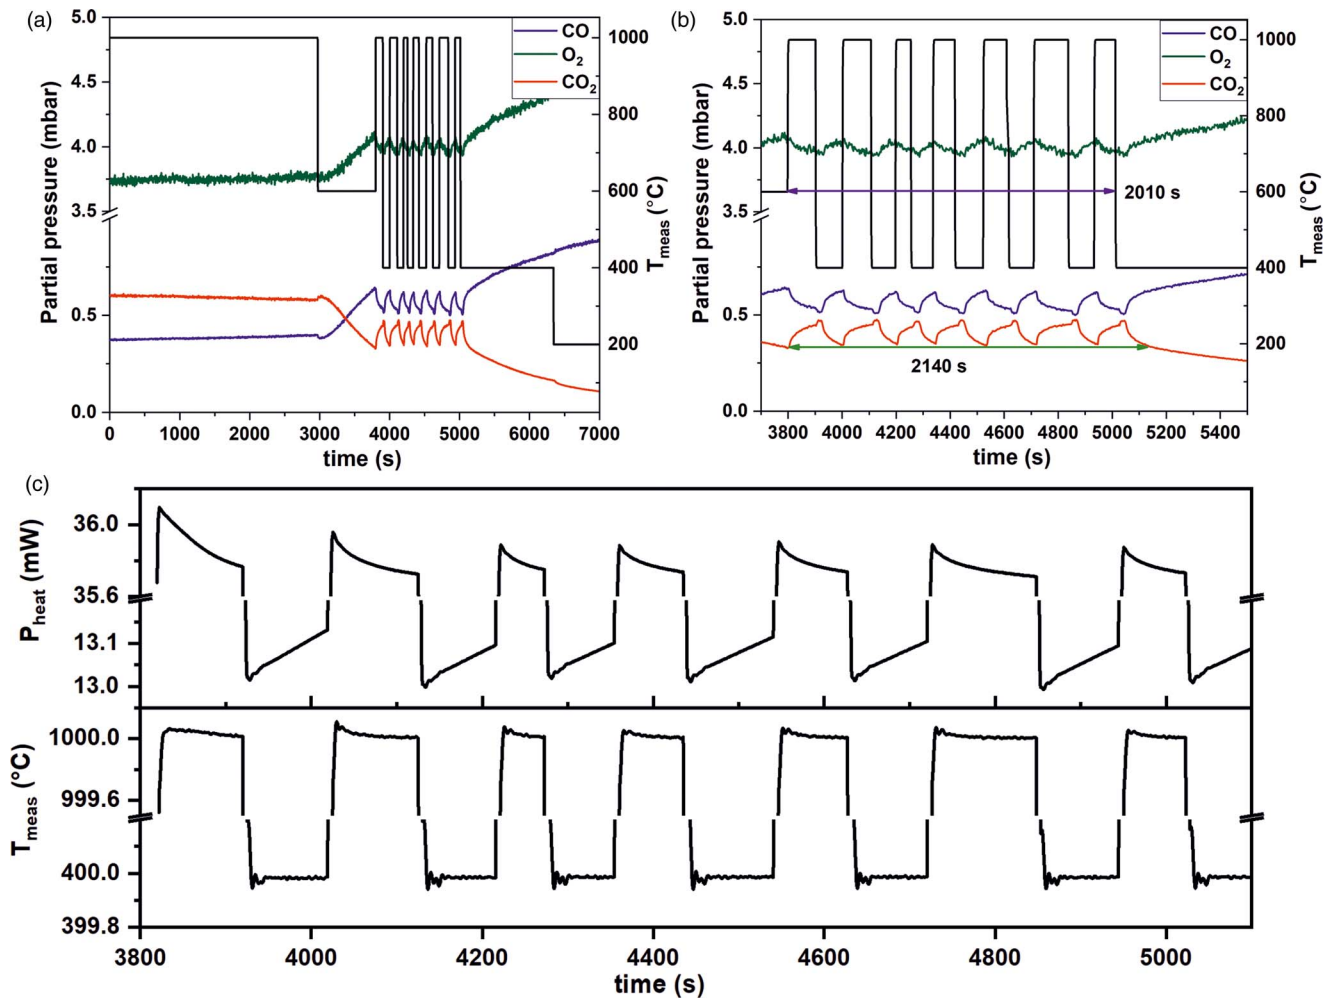 (a)
5.0
4.5
4.0
3.5
0.5
0.0
Partial pressure (mbar)
CO
O2
CO2
1000
800
600
400
200
Tmeas (°C)
0 1000 2000 3000 4000 5000 6000 7000
time (s)
(b)
5.0
4.5
4.0
3.5
0.5
0.0
Partial pressure (mbar)
CO
O2
CO2
2010 s
2140 s
1000
800
600
400
200
Tmeas (°C)
3800 4000 4200 4400 4600 4800 5000 5200 5400
time (s)
(c)
36.0
35.6
13.1
13.0
Pheat (mW)
1000.0
999.6
400.0
399.8
Tmeas (°C)
3800 4000 4200 4400 4600 4800 5000
time (s)